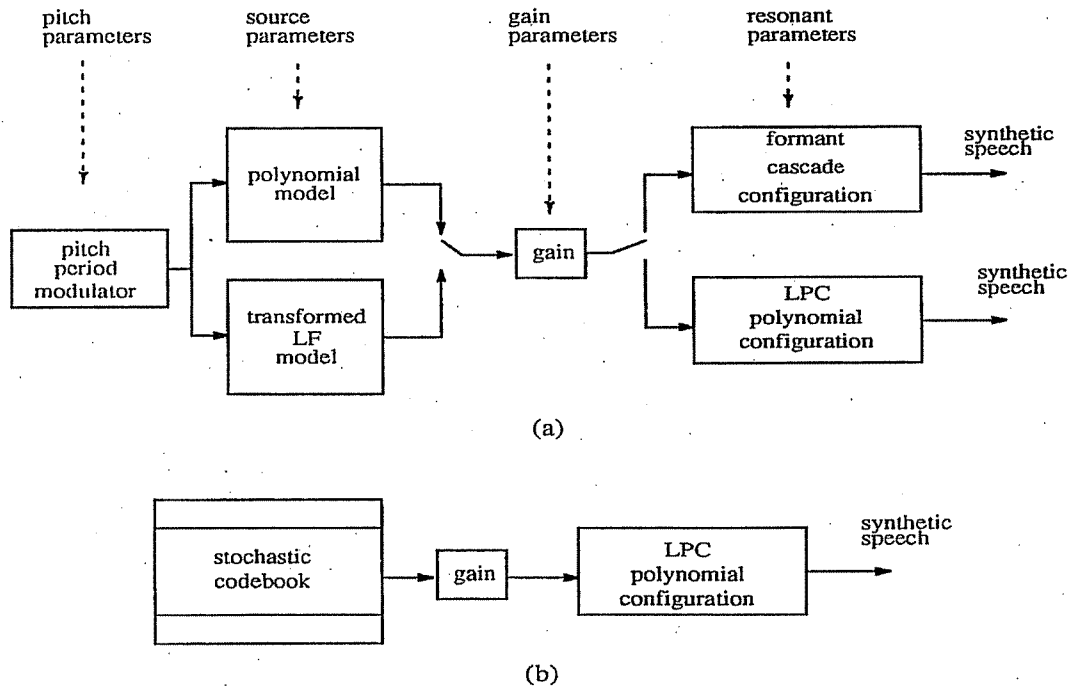 pitch
parameters
source
parameters
gain
parameters
resonant
parameters
polynomial
model
formant
cascade
configuration
synthetic
speech
pitch
period
modulator
gain
transformed
LF
model
LPC
polynomial
configuration
synthetic
speech
(a)
stochastic
codebook
gain
LPC
polynomial
configuration
synthetic
speech
(b)